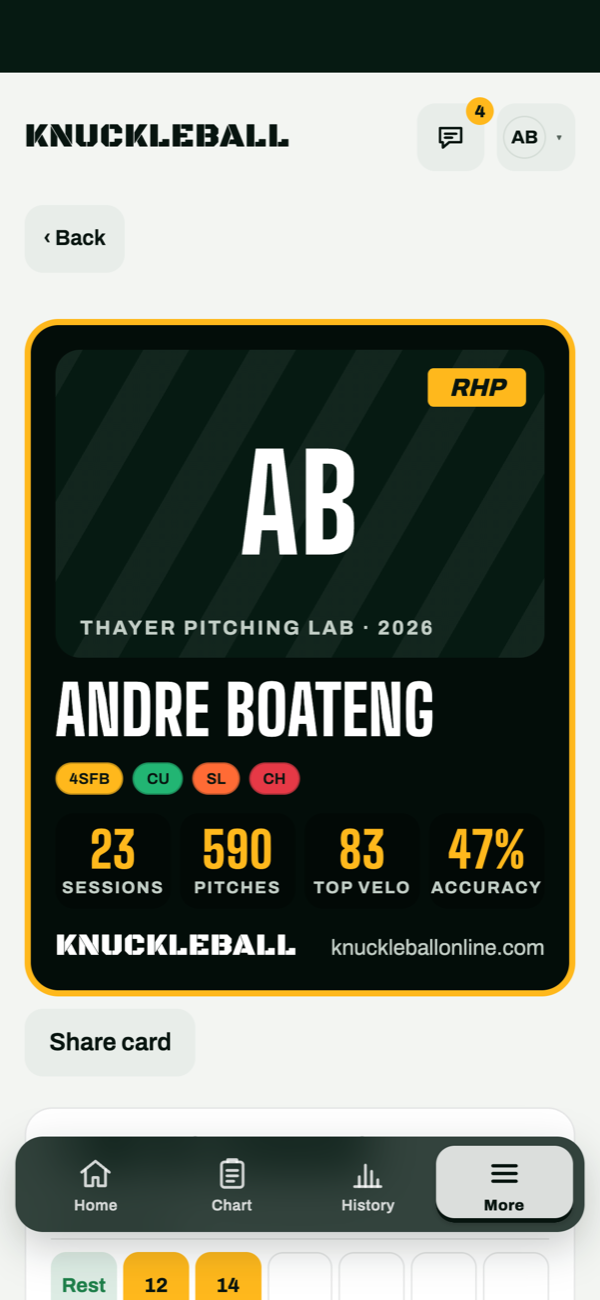 KNUCKLEBALL
4
AB
‹ Back
RHP
AB
THAYER PITCHING LAB · 2026
ANDRE BOATENG
4SFB CU SL CH
23 590 83 47%
SESSIONS PITCHES TOP VELO ACCURACY
KNUCKLEBALL knuckleballonline.com
Share card
Home Chart History More
Rest 12 14